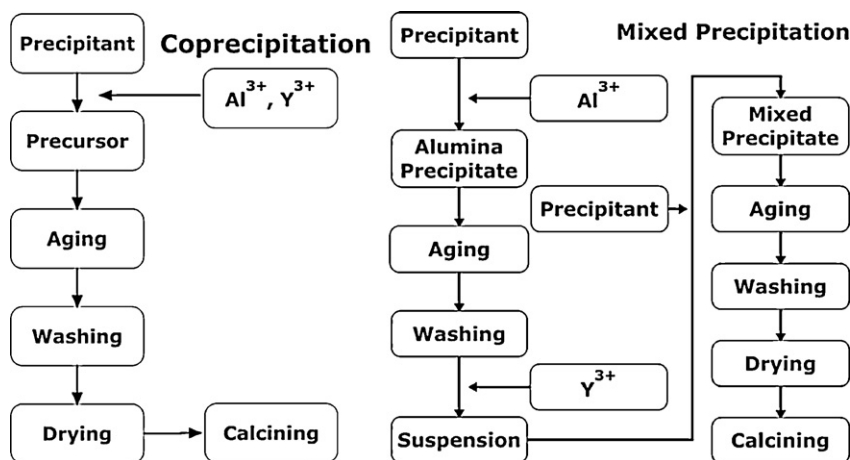 Coprecipitation
Precipitant
Al³⁺, Y³⁺
Precursor
Aging
Washing
Drying
Calcining
Mixed Precipitation
Precipitant
Al³⁺
Alumina
Precipitate
Aging
Washing
Y³⁺
Suspension
Precipitant
Mixed
Precipitate
Aging
Washing
Drying
Calcining